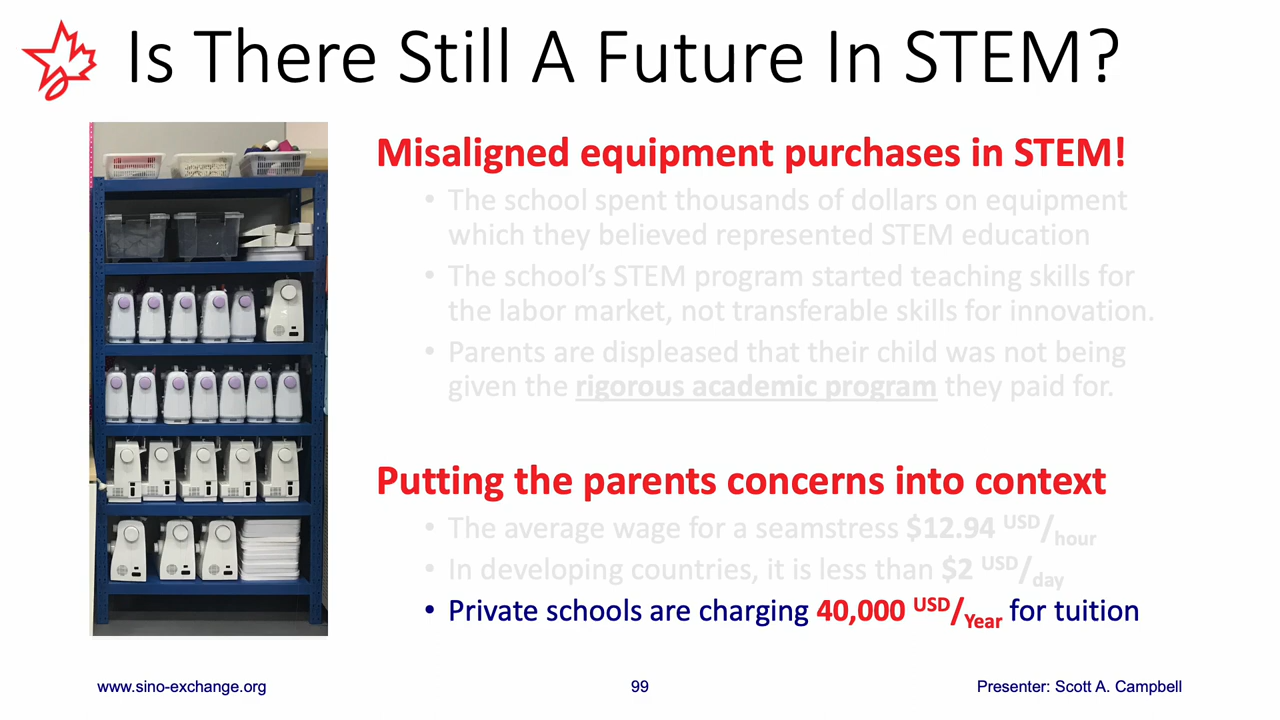 Is There Still A Future In STEM?
Misaligned equipment purchases in STEM!
• The school spent thousands of dollars on equipment
which they believed represented STEM education
• The school’s STEM program started teaching skills for
the labor market, not transferable skills for innovation.
• Parents are displeased that their child was not being
given the rigorous academic program they paid for.
Putting the parents concerns into context
• The average wage for a seamstress $12.94 USD/hour
• In developing countries, it is less than $2 USD/day
• Private schools are charging 40,000 USD/Year for tuition
www.sino-exchange.org
99
Presenter: Scott A. Campbell